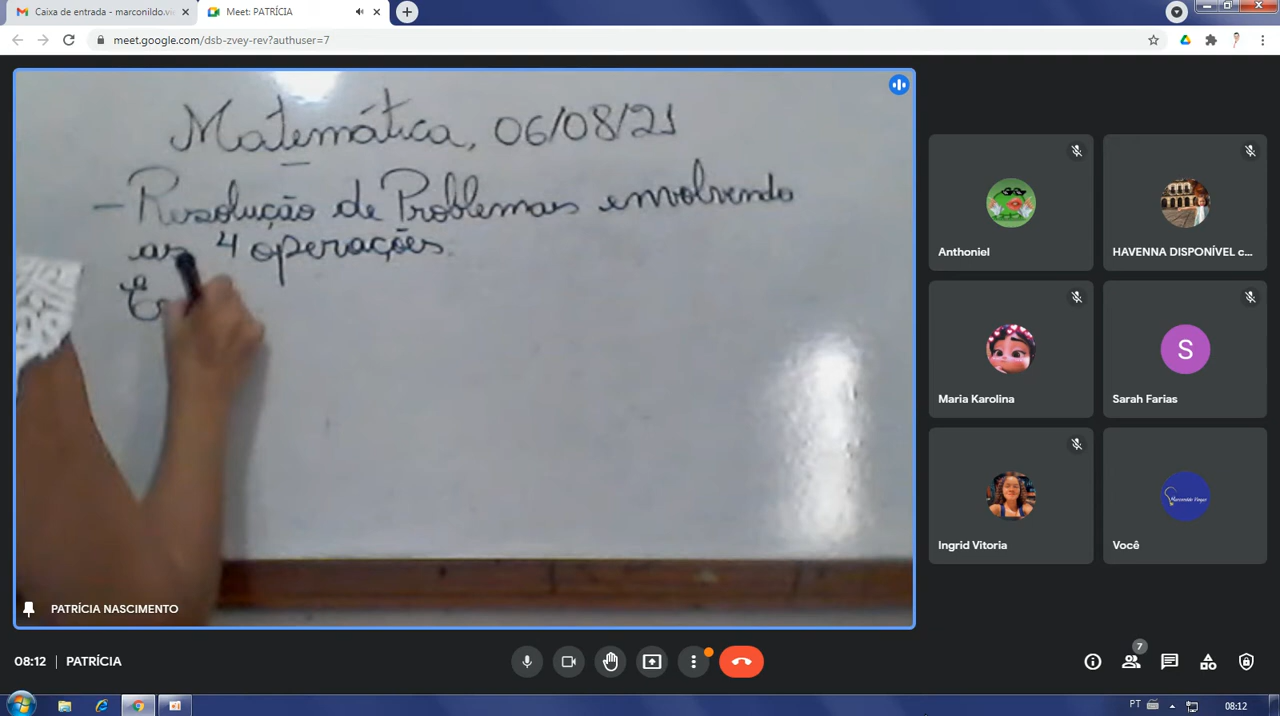 Caixa de entrada - marconildo.vi
Meet: PATRÍCIA
meet.google.com/dsb-zvey-rev?authuser=7
Matemática, 06/08/21
- Resolução de Problemas envolvendo
as 4 operações.
PATRÍCIA NASCIMENTO
Anthoniel
HAVENNA DISPONÍVEL c...
Maria Karolina
S
Sarah Farias
Ingrid Vitoria
Você
08:12 | PATRÍCIA
7
PT
08:12